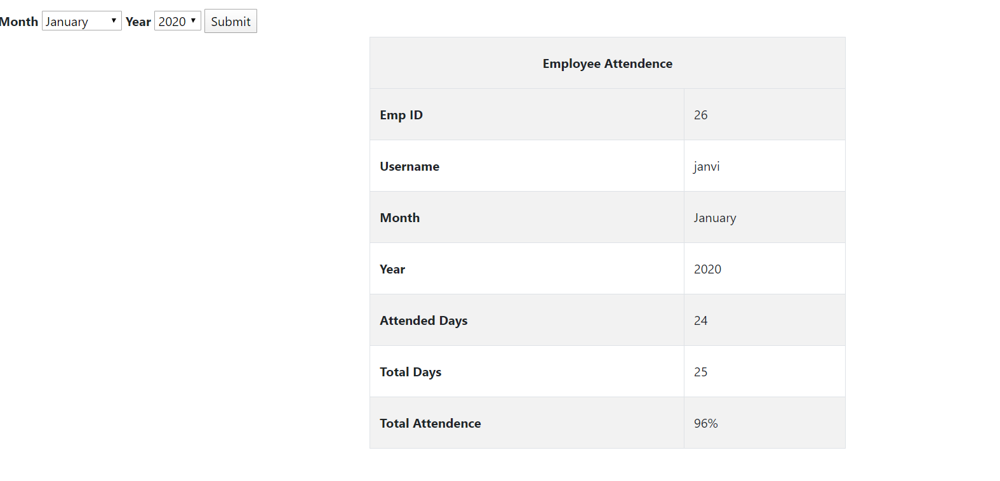 Month January Year 2020 Submit
Employee Attendence
Emp ID 26
Username janvi
Month January
Year 2020
Attended Days 24
Total Days 25
Total Attendence 96%